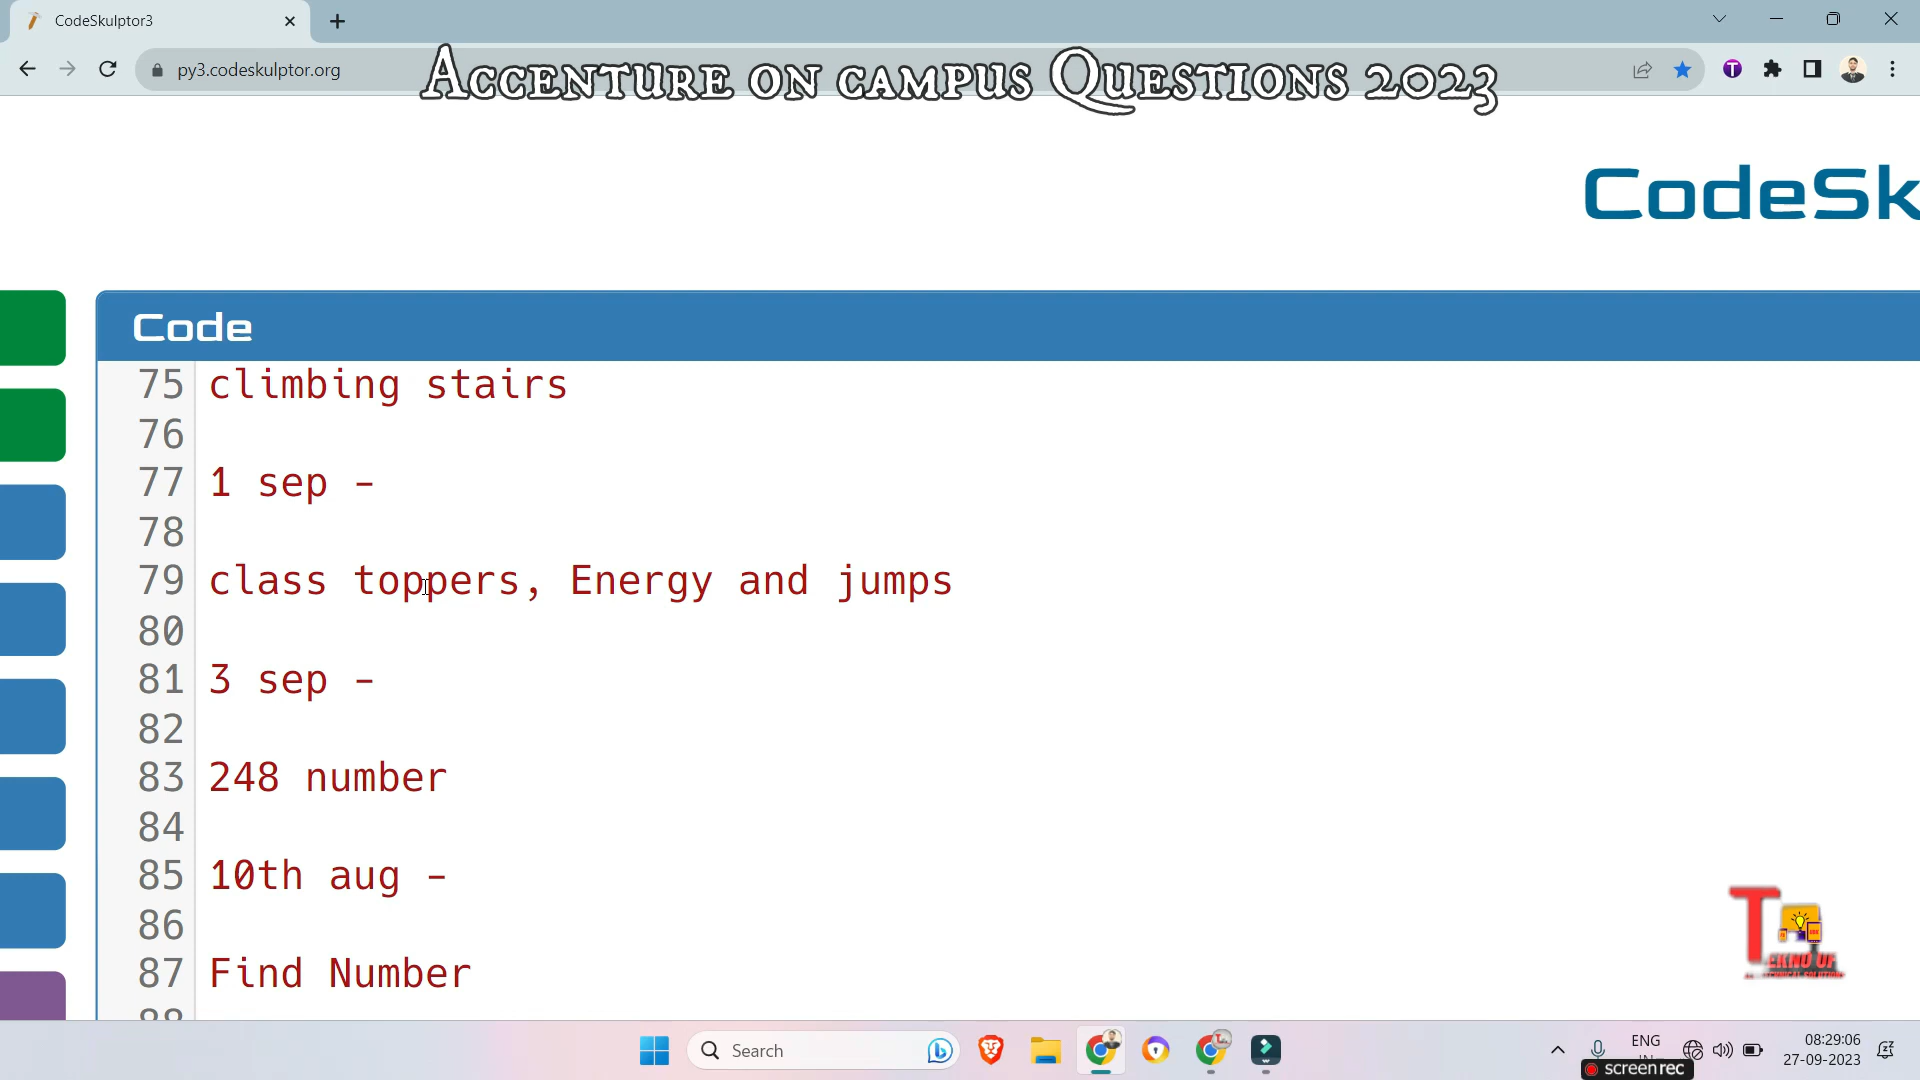 CodeSkulptor3
py3.codeskulptor.org
Accenture on campus Questions 2023
CodeSk
Code
75 climbing stairs
76
77 1 sep -
78
79 class toppers, Energy and jumps
80
81 3 sep -
82
83 248 number
84
85 10th aug -
86
87 Find Number
88
Search
ENG
08:29:06
27-09-2023
screenrec